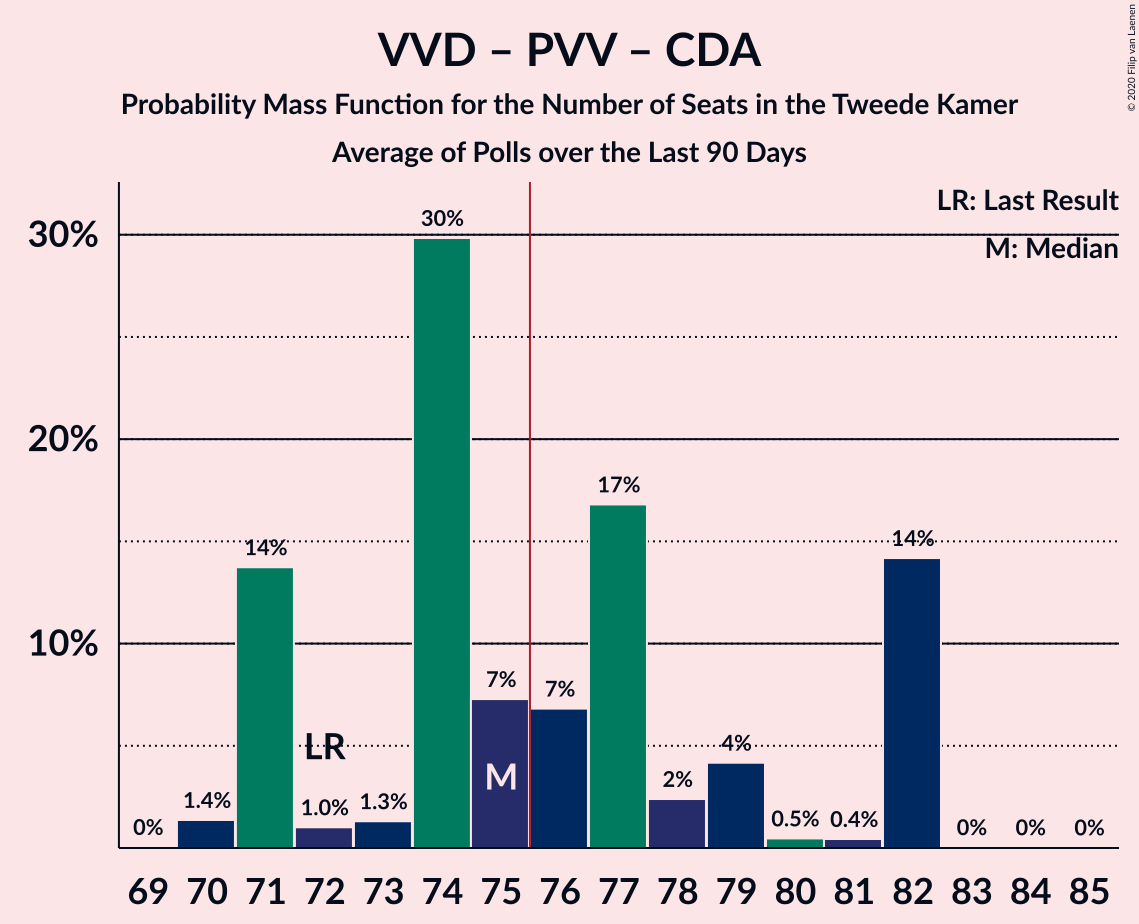 VVD – PVV – CDA
Probability Mass Function for the Number of Seats in the Tweede Kamer
Average of Polls over the Last 90 Days
© 2020 Filip van Laenen
LR: Last Result
M: Median
30%
20%
10%
0%
1.4%
14%
1.0%
1.3%
30%
7%
7%
17%
2%
4%
0.5%
0.4%
14%
0%
0%
0%
LR
M
69 70 71 72 73 74 75 76 77 78 79 80 81 82 83 84 85